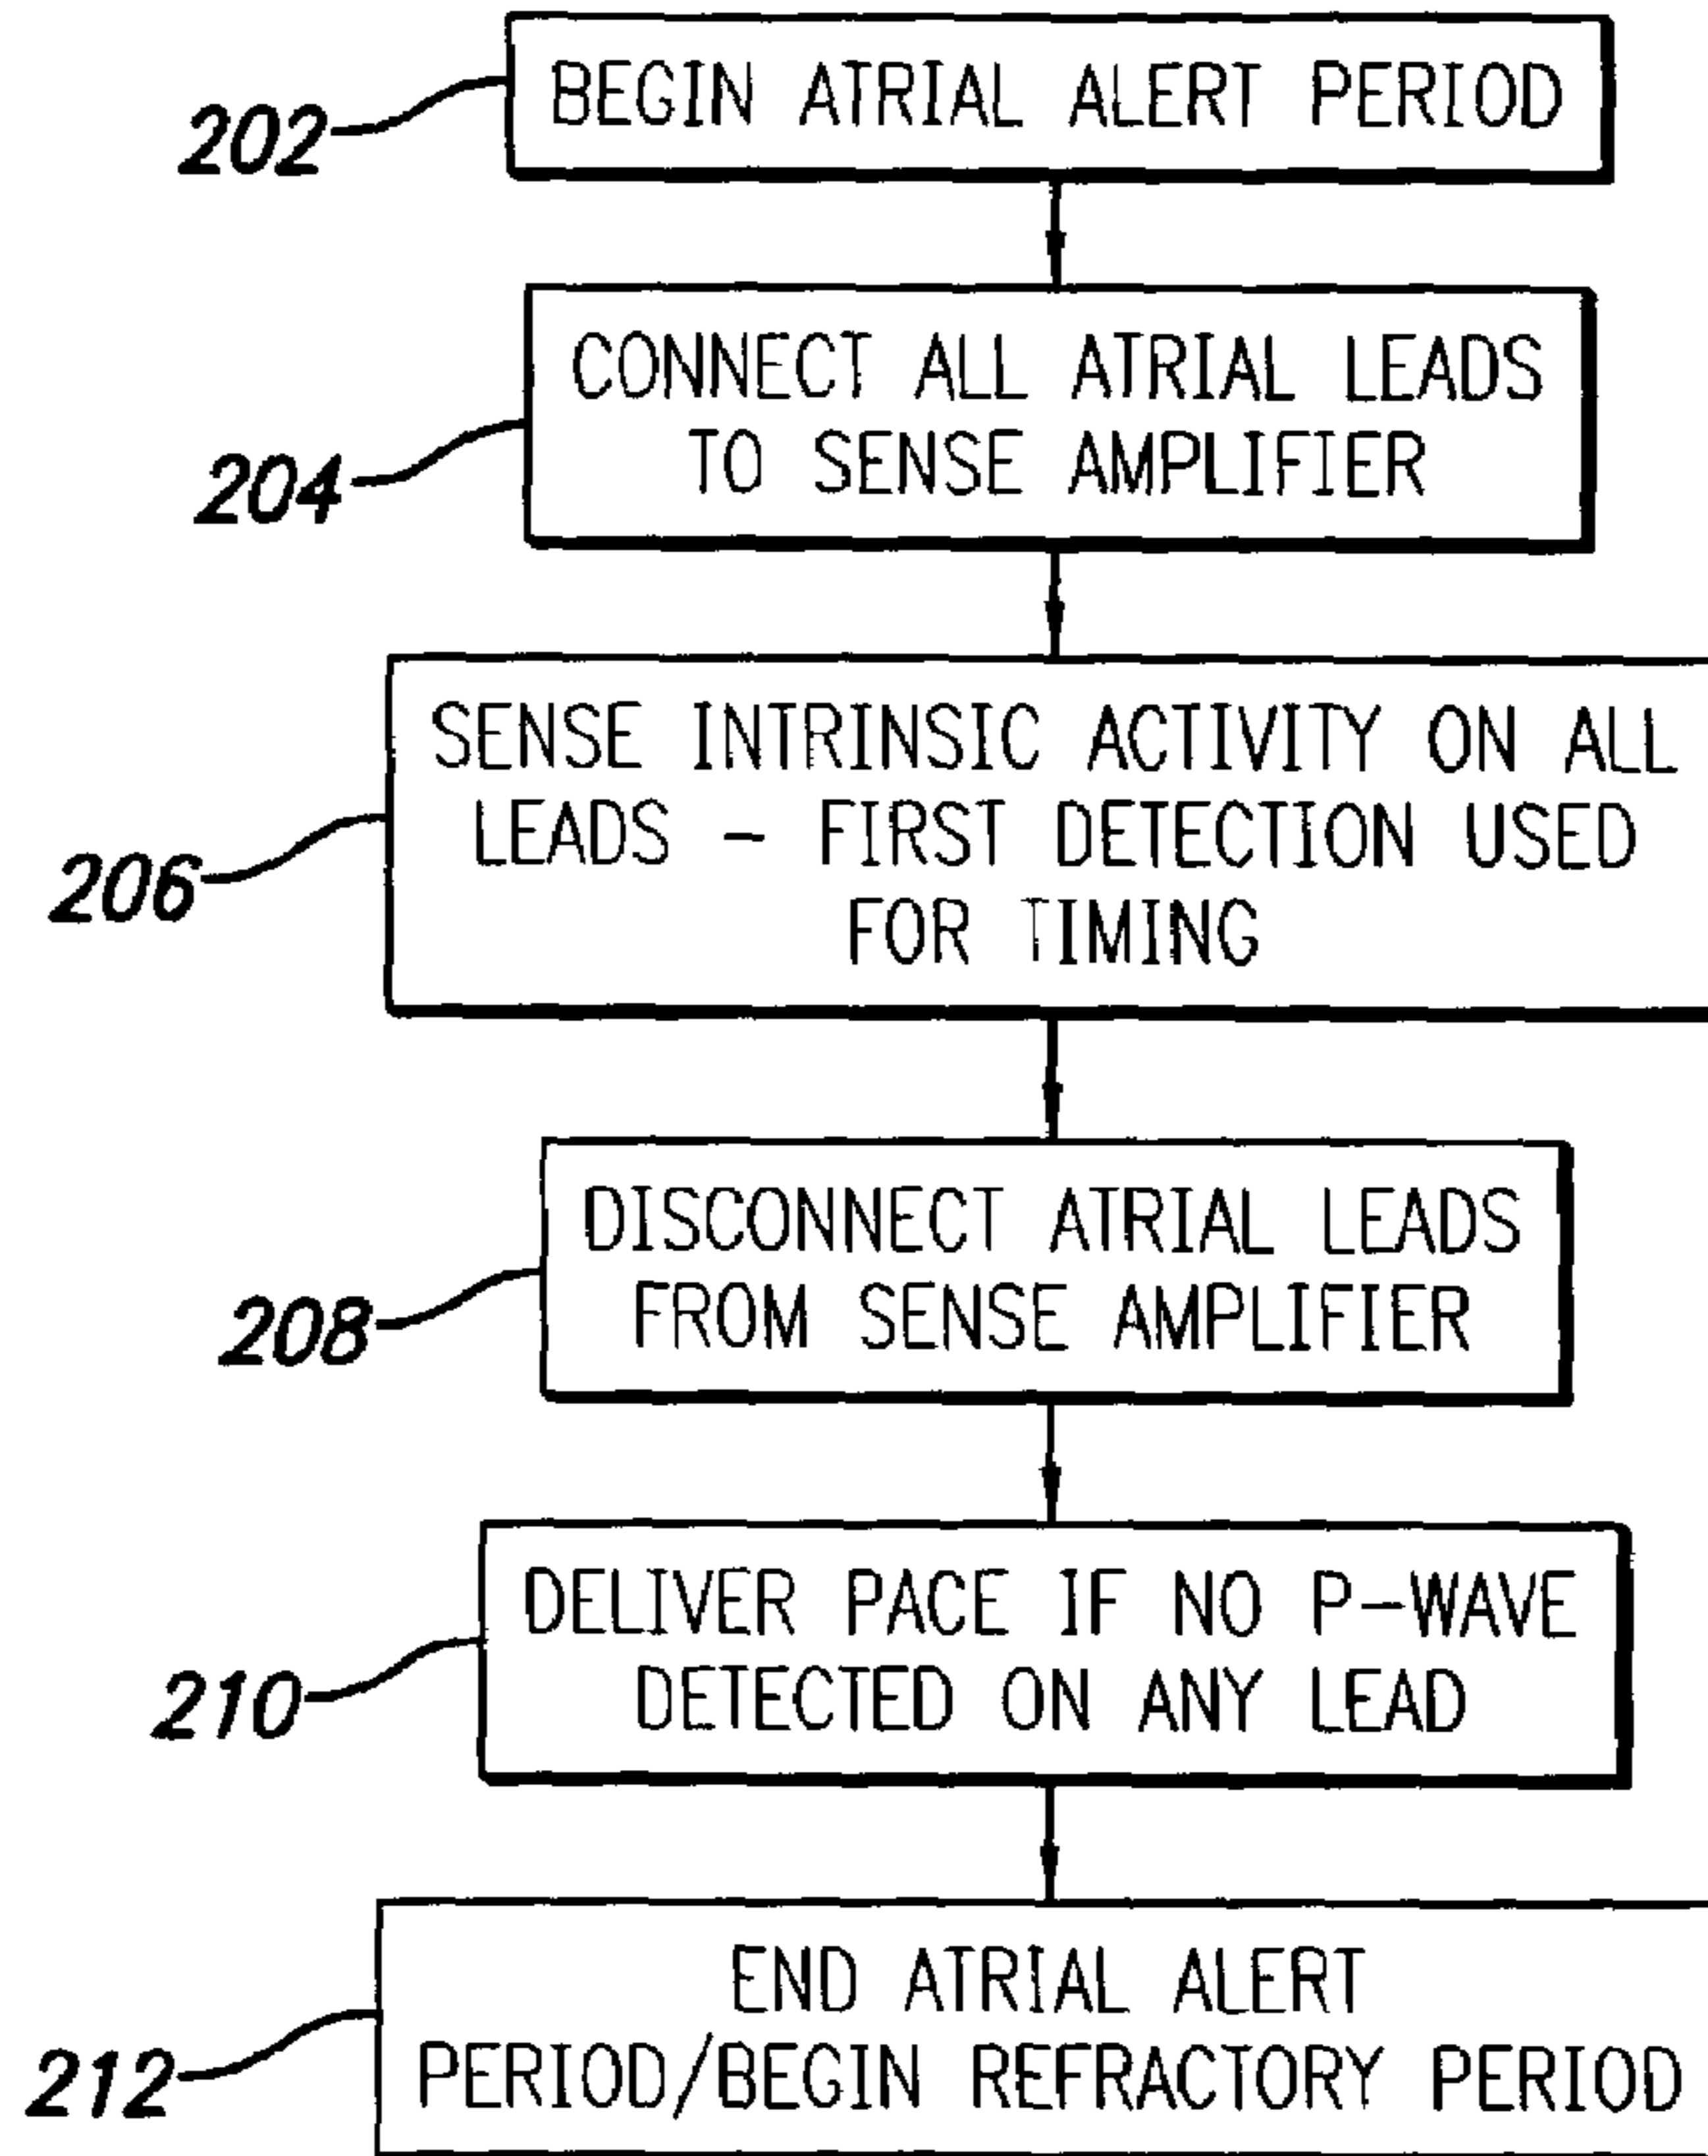 202
BEGIN ATRIAL ALERT PERIOD
204
CONNECT ALL ATRIAL LEADS
TO SENSE AMPLIFIER
206
SENSE INTRINSIC ACTIVITY ON ALL
LEADS - FIRST DETECTION USED
FOR TIMING
208
DISCONNECT ATRIAL LEADS
FROM SENSE AMPLIFIER
210
DELIVER PACE IF NO P-WAVE
DETECTED ON ANY LEAD
212
END ATRIAL ALERT
PERIOD/BEGIN REFRACTORY PERIOD